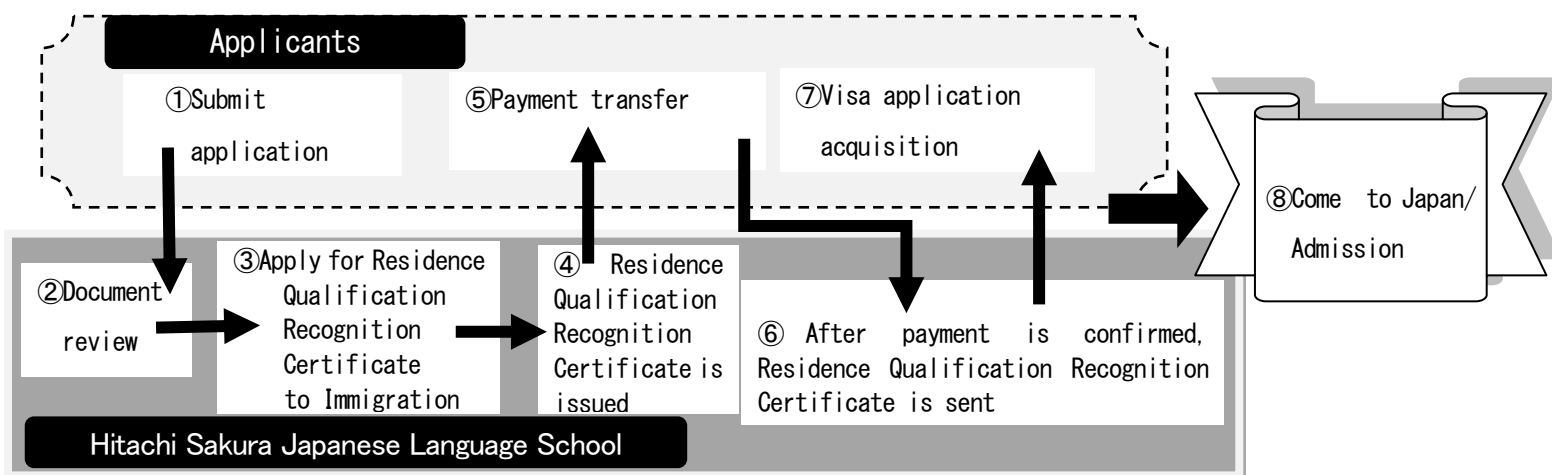 Applicants
①Submit
application
②Document
review
③Apply for Residence
Qualification
Recognition
Certificate
to Immigration
④ Residence
Qualification
Recognition
Certificate is
issued
⑤Payment transfer
⑥ After payment is confirmed,
Residence Qualification Recognition
Certificate is sent
⑦Visa application
acquisition
⑧Come to Japan/
Admission
Hitachi Sakura Japanese Language School